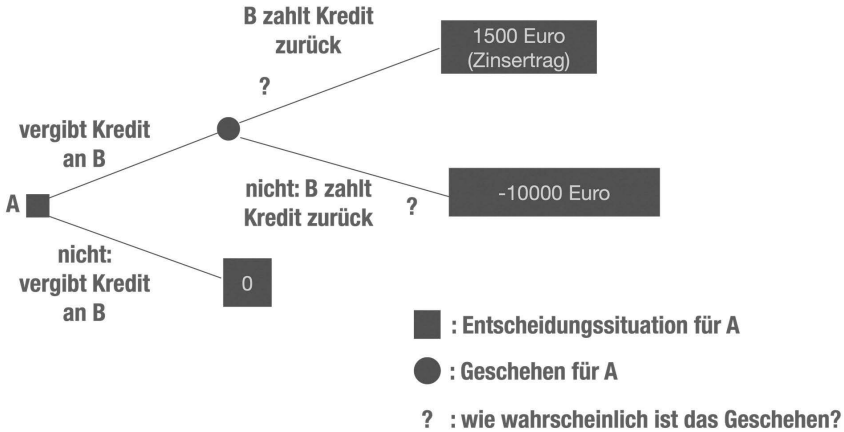 B zahlt Kredit
zurück
1500 Euro
(Zinsertrag)
?
vergibt Kredit
an B
A
nicht: B zahlt
Kredit zurück
?
-10000 Euro
nicht:
vergibt Kredit
an B
0
: Entscheidungssituation für A
: Geschehen für A
? : wie wahrscheinlich ist das Geschehen?